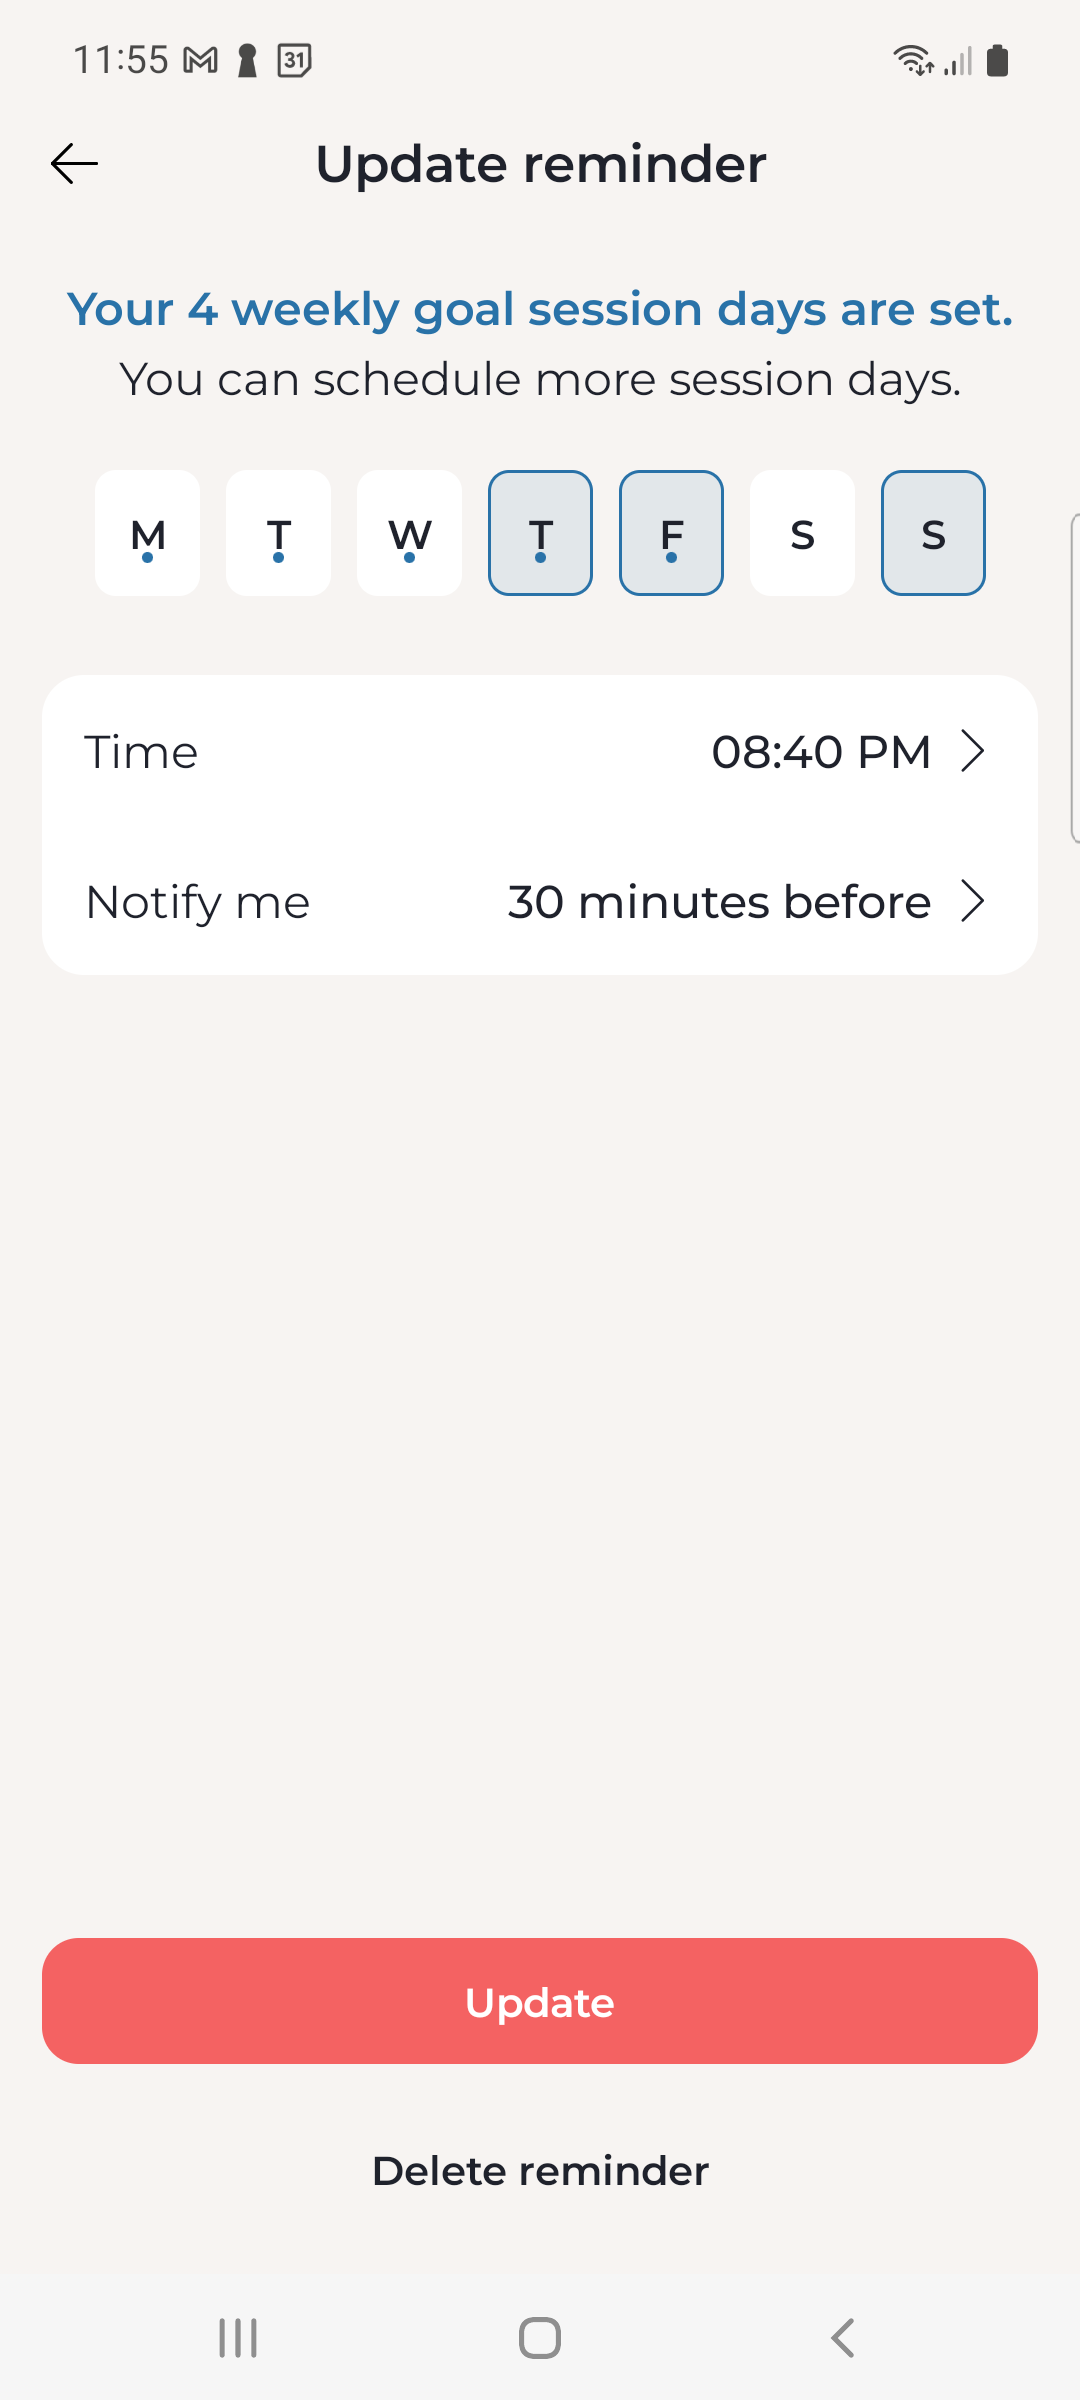 11:55 31
Update reminder
Your 4 weekly goal session days are set.
You can schedule more session days.
M T W T F S S
Time 08:40 PM
Notify me 30 minutes before
Update
Delete reminder